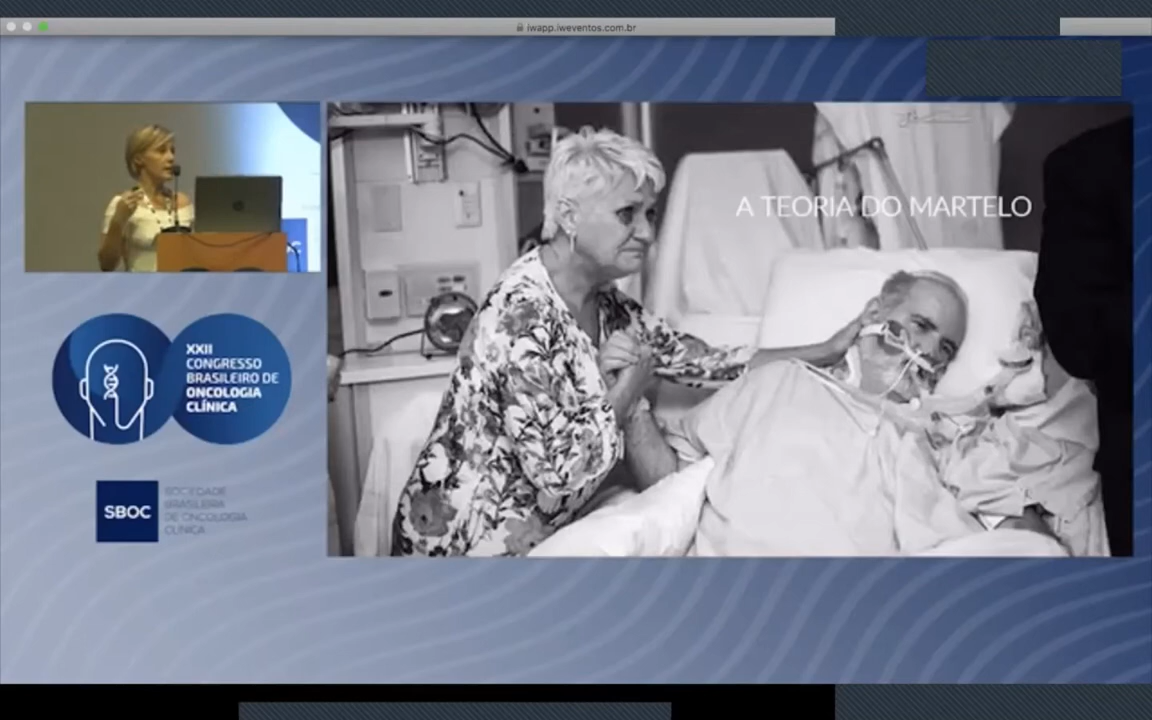 iwapp.iweventos.com.br
A TEORIA DO MARTELO
XXII
CONGRESSO
BRASILEIRO DE
ONCOLOGIA
CLÍNICA
SBOC
SOCIEDADE
BRASILEIRA
DE ONCOLOGIA
CLÍNICA